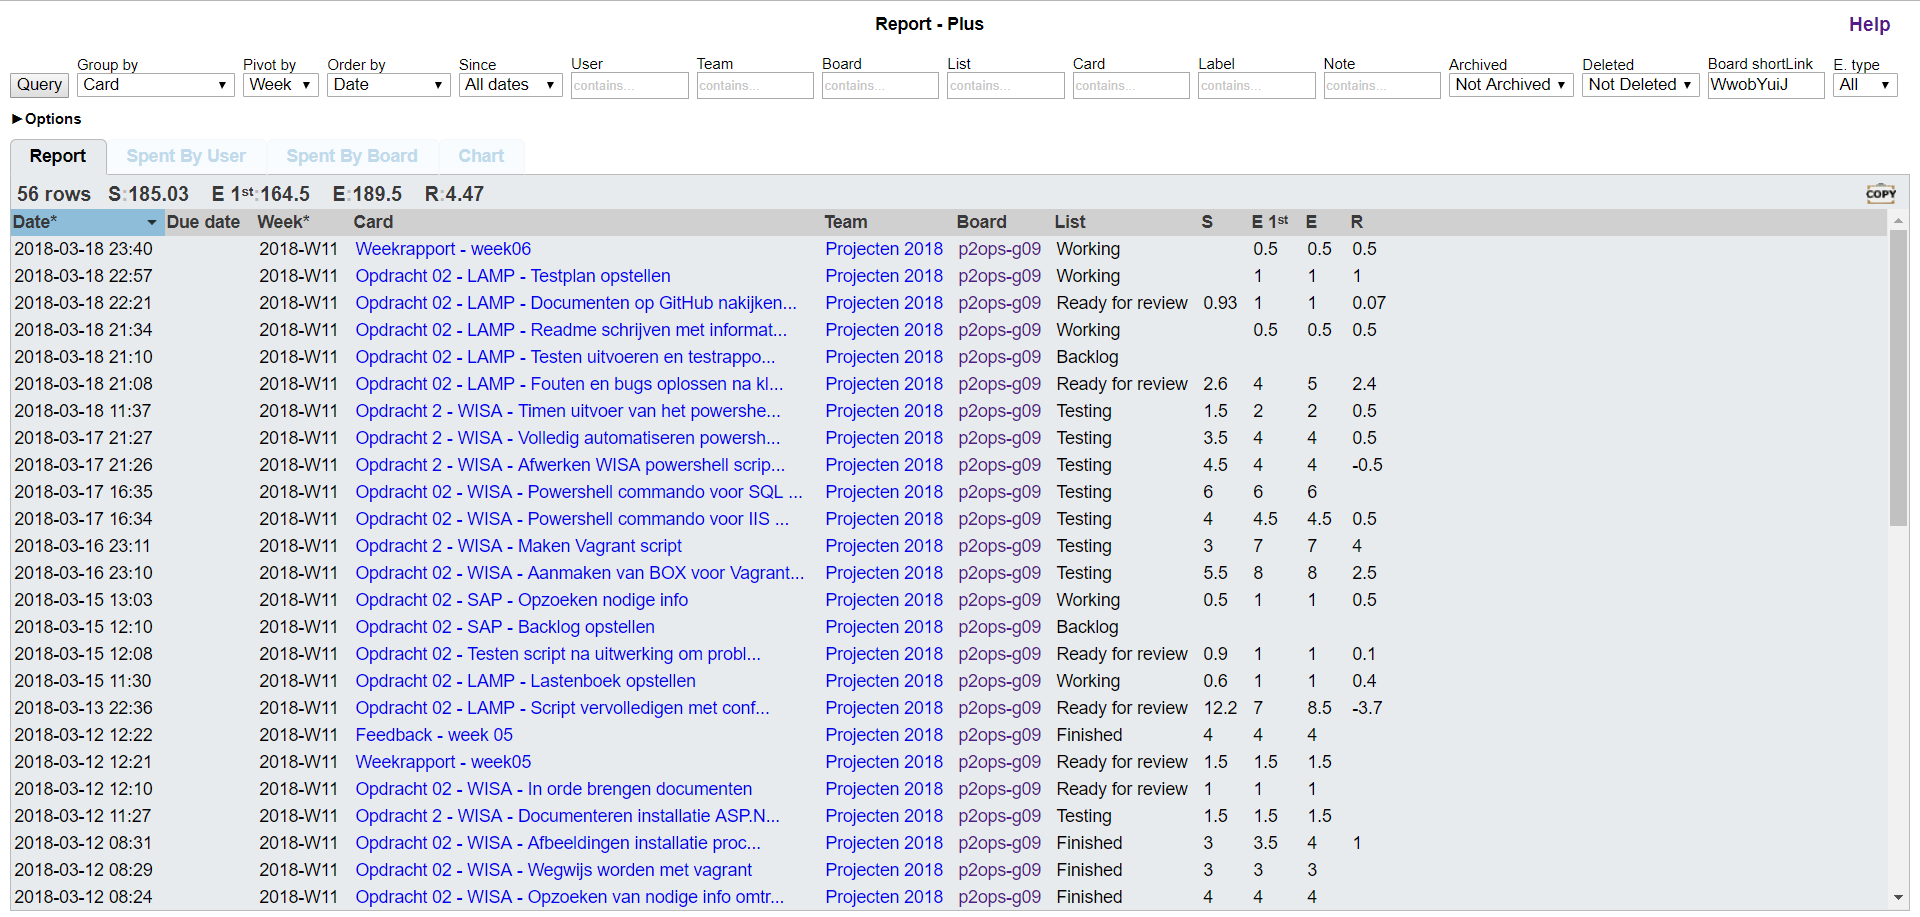 Report - Plus
Help
Group by Pivot by Order by Since User Team Board List Card Label Note Archived Deleted Board shortLink E. type
Query Card ▼ Week ▼ Date ▼ All dates ▼ contains... contains... contains... contains... contains... contains... contains... Not Archived ▼ Not Deleted ▼ WwobYuiJ All ▼
▶Options
Report Spent By User Spent By Board Chart
56 rows S:185.03 E 1st:164.5 E:189.5 R:4.47 COPY
Date* Due date Week* Card Team Board List S E 1st E R
2018-03-18 23:40 2018-W11 Weekrapport - week06 Projecten 2018 p2ops-g09 Working 0.5 0.5 0.5
2018-03-18 22:57 2018-W11 Opdracht 02 - LAMP - Testplan opstellen Projecten 2018 p2ops-g09 Working 1 1 1
2018-03-18 22:21 2018-W11 Opdracht 02 - LAMP - Documenten op GitHub nakijken... Projecten 2018 p2ops-g09 Ready for review 0.93 1 1 0.07
2018-03-18 21:34 2018-W11 Opdracht 02 - LAMP - Readme schrijven met informat... Projecten 2018 p2ops-g09 Working 0.5 0.5 0.5
2018-03-18 21:10 2018-W11 Opdracht 02 - LAMP - Testen uitvoeren en testrappo... Projecten 2018 p2ops-g09 Backlog
2018-03-18 21:08 2018-W11 Opdracht 02 - LAMP - Fouten en bugs oplossen na kl... Projecten 2018 p2ops-g09 Ready for review 2.6 4 5 2.4
2018-03-18 11:37 2018-W11 Opdracht 2 - WISA - Timen uitvoer van het powershe... Projecten 2018 p2ops-g09 Testing 1.5 2 2 0.5
2018-03-17 21:27 2018-W11 Opdracht 2 - WISA - Volledig automatiseren powersh... Projecten 2018 p2ops-g09 Testing 3.5 4 4 0.5
2018-03-17 21:26 2018-W11 Opdracht 2 - WISA - Afwerken WISA powershell scrip... Projecten 2018 p2ops-g09 Testing 4.5 4 4 -0.5
2018-03-17 16:35 2018-W11 Opdracht 02 - WISA - Powershell commando voor SQL ... Projecten 2018 p2ops-g09 Testing 6 6 6
2018-03-17 16:34 2018-W11 Opdracht 02 - WISA - Powershell commando voor IIS ... Projecten 2018 p2ops-g09 Testing 4 4.5 4.5 0.5
2018-03-16 23:11 2018-W11 Opdracht 2 - WISA - Maken Vagrant script Projecten 2018 p2ops-g09 Testing 3 7 7 4
2018-03-16 23:10 2018-W11 Opdracht 02 - WISA - Aanmaken van BOX voor Vagrant... Projecten 2018 p2ops-g09 Testing 5.5 8 8 2.5
2018-03-15 13:03 2018-W11 Opdracht 02 - SAP - Opzoeken nodige info Projecten 2018 p2ops-g09 Working 0.5 1 1 0.5
2018-03-15 12:10 2018-W11 Opdracht 02 - SAP - Backlog opstellen Projecten 2018 p2ops-g09 Backlog
2018-03-15 12:08 2018-W11 Opdracht 02 - Testen script na uitwerking om probl... Projecten 2018 p2ops-g09 Ready for review 0.9 1 1 0.1
2018-03-15 11:30 2018-W11 Opdracht 02 - LAMP - Lastenboek opstellen Projecten 2018 p2ops-g09 Working 0.6 1 1 0.4
2018-03-13 22:36 2018-W11 Opdracht 02 - LAMP - Script vervolledigen met conf... Projecten 2018 p2ops-g09 Ready for review 12.2 7 8.5 -3.7
2018-03-12 12:22 2018-W11 Feedback - week 05 Projecten 2018 p2ops-g09 Finished 4 4 4
2018-03-12 12:21 2018-W11 Weekrapport - week05 Projecten 2018 p2ops-g09 Ready for review 1.5 1.5 1.5
2018-03-12 12:10 2018-W11 Opdracht 02 - WISA - In orde brengen documenten Projecten 2018 p2ops-g09 Ready for review 1 1 1
2018-03-12 11:27 2018-W11 Opdracht 2 - WISA - Documenteren installatie ASP.N... Projecten 2018 p2ops-g09 Testing 1.5 1.5 1.5
2018-03-12 08:31 2018-W11 Opdracht 02 - WISA - Afbeeldingen installatie proc... Projecten 2018 p2ops-g09 Finished 3 3.5 4 1
2018-03-12 08:29 2018-W11 Opdracht 02 - WISA - Wegwijs worden met vagrant Projecten 2018 p2ops-g09 Finished 3 3 3
2018-03-12 08:24 2018-W11 Opdracht 02 - WISA - Opzoeken van nodige info omtr... Projecten 2018 p2ops-g09 Finished 4 4 4